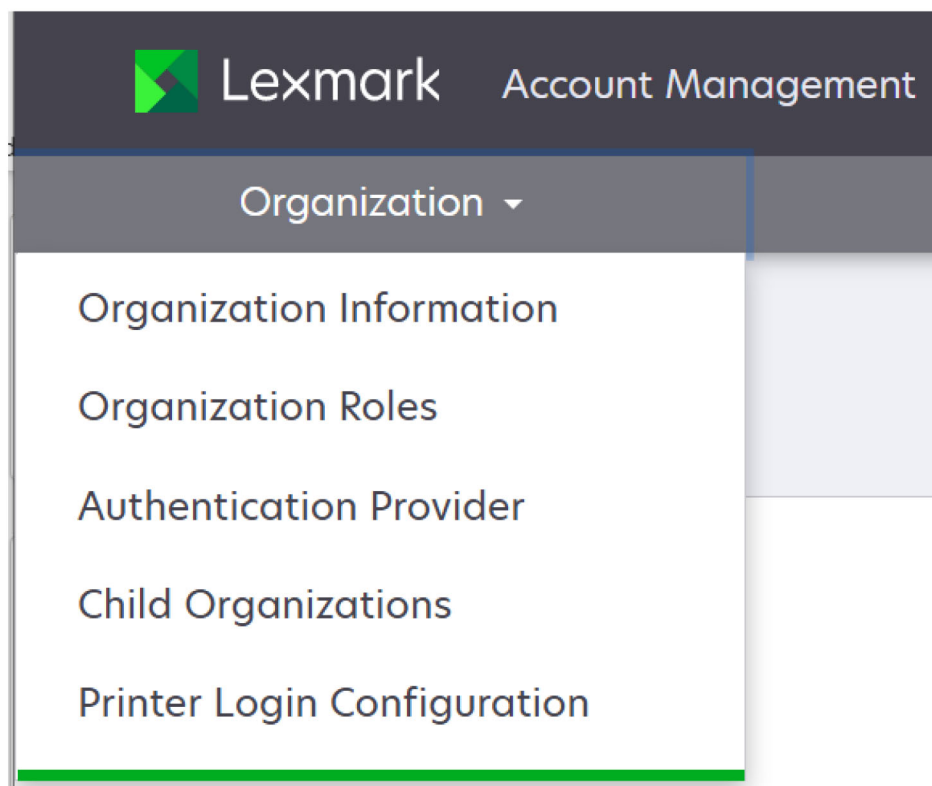 Lexmark Account Management
Organization
Organization Information
Organization Roles
Authentication Provider
Child Organizations
Printer Login Configuration